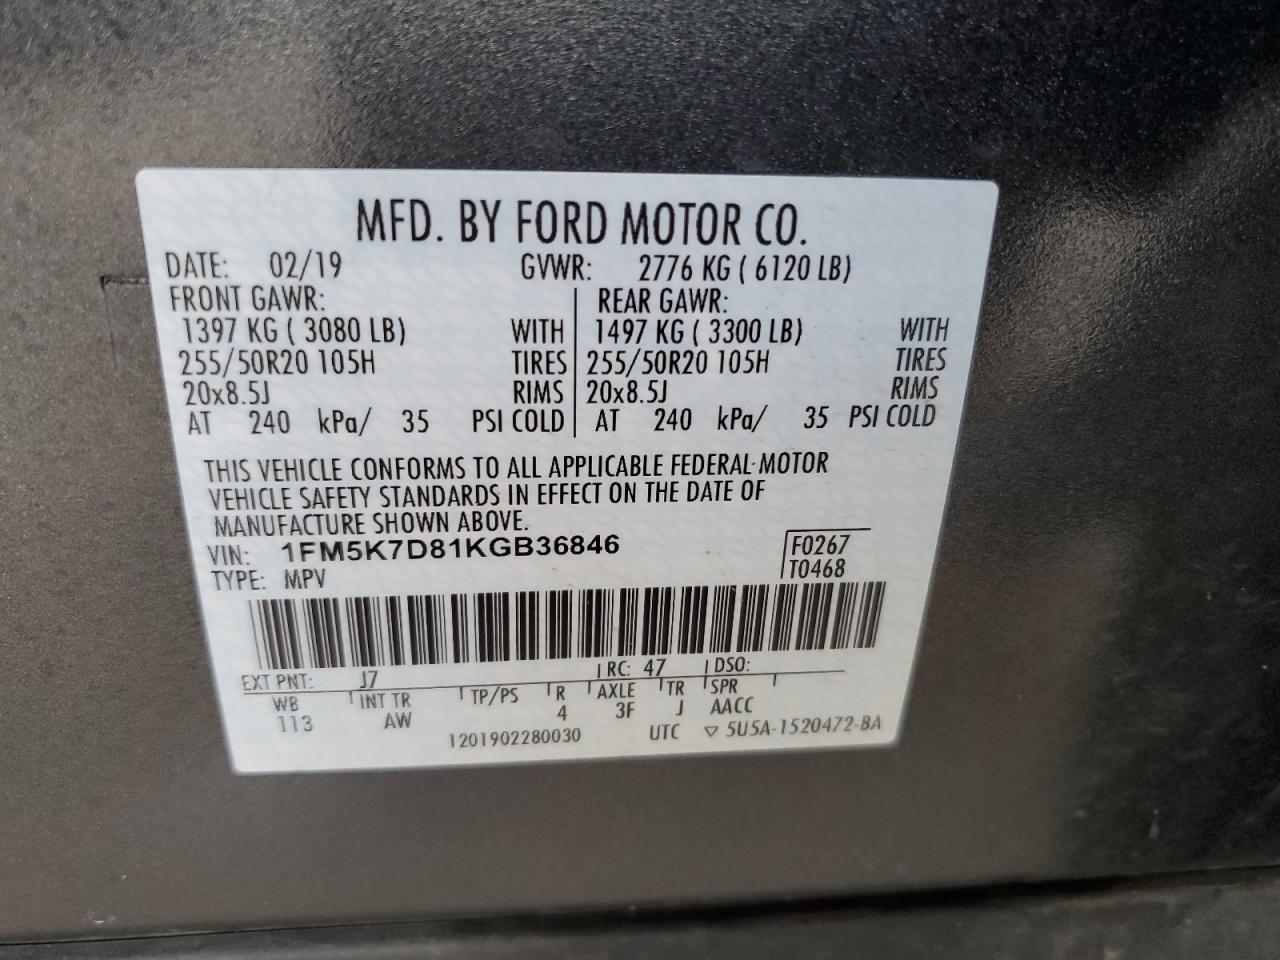 MFD. BY FORD MOTOR CO.
DATE: 02/19 GVWR: 2776 KG ( 6120 LB)
FRONT GAWR: REAR GAWR:
1397 KG ( 3080 LB) WITH 1497 KG ( 3300 LB) WITH
255/50R20 105H TIRES 255/50R20 105H TIRES
20x8.5J RIMS 20x8.5J RIMS
AT 240 kPa/ 35 PSI COLD AT 240 kPa/ 35 PSI COLD
THIS VEHICLE CONFORMS TO ALL APPLICABLE FEDERAL MOTOR
VEHICLE SAFETY STANDARDS IN EFFECT ON THE DATE OF
MANUFACTURE SHOWN ABOVE.
VIN: 1FM5K7D81KGB36846 F0267
TYPE: MPV T0468
EXT PNT: J7 RC: 47 DSO:
WB INT TR TP/PS R AXLE TR SPR
113 AW 4 3F J AACC
1201902280030 UTC ▽ 5U5A-1520472-BA